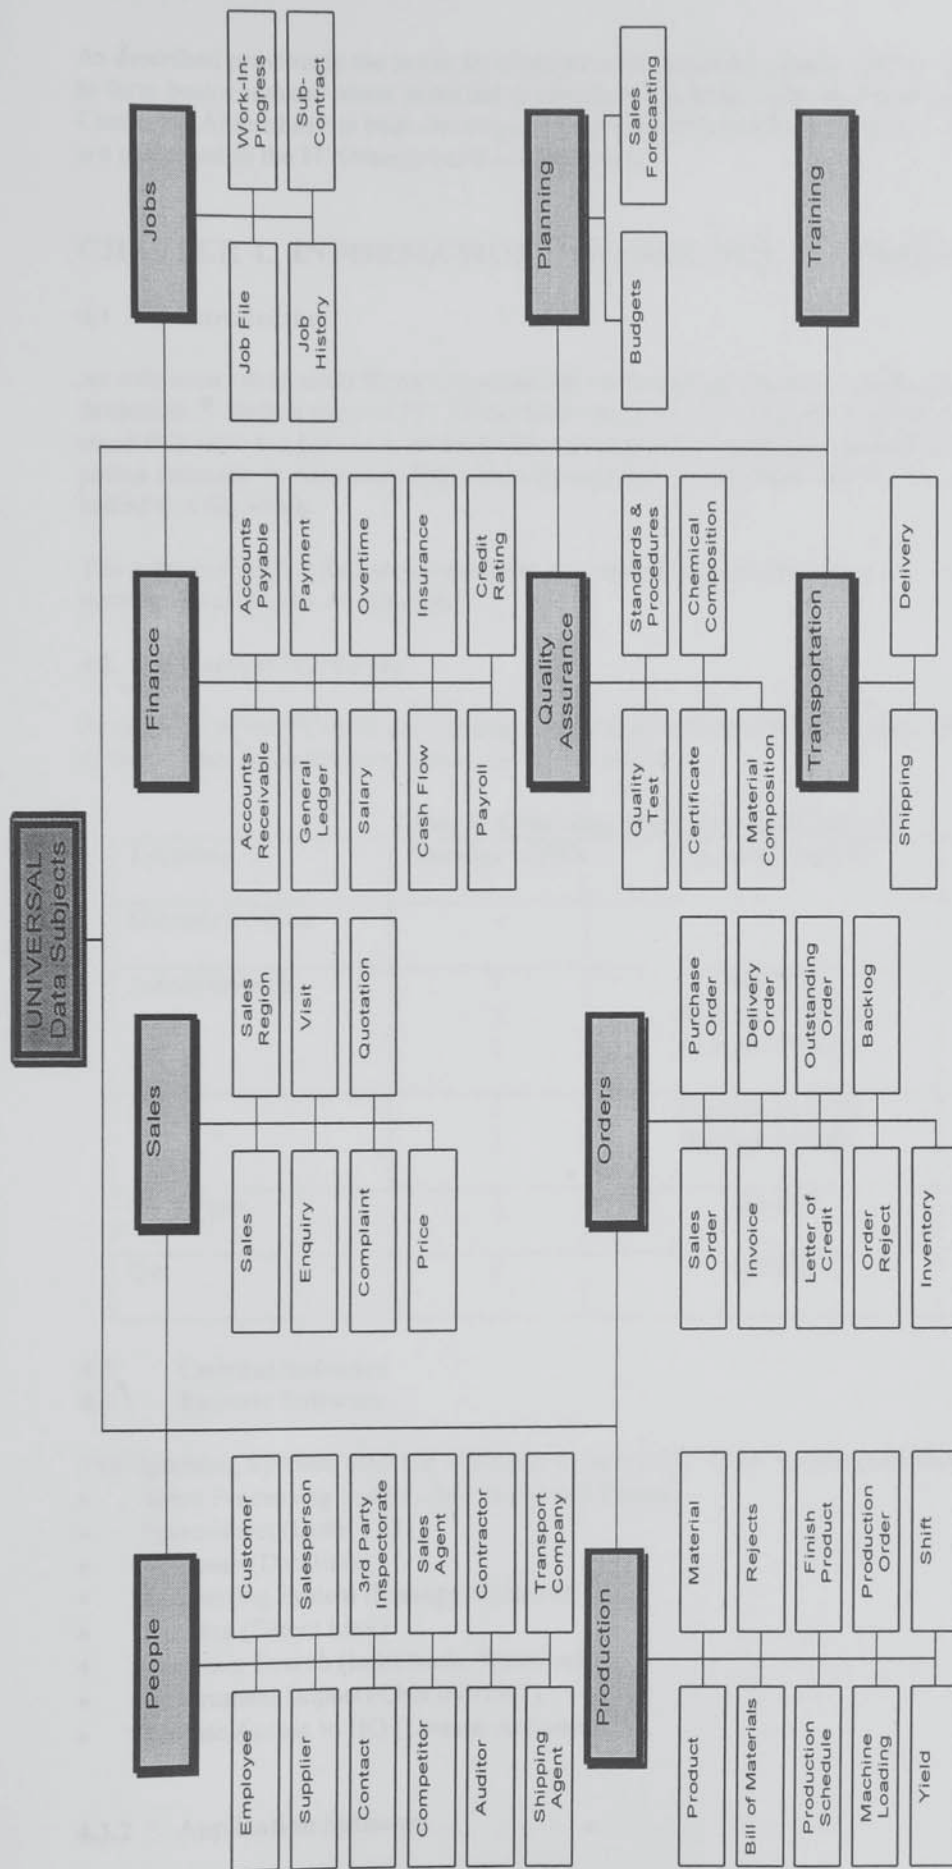 UNIVERSAL
Data Subjects
People
Employee
Customer
Supplier
Salesperson
Contact
3rd Party
Inspectorate
Competitor
Sales
Agent
Auditor
Contractor
Shipping
Agent
Transport
Company
Sales
Sales
Sales
Region
Enquiry
Visit
Complaint
Quotation
Price
Finance
Accounts
Receivable
Accounts
Payable
General
Ledger
Payment
Salary
Overtime
Cash Flow
Insurance
Payroll
Credit
Rating
Jobs
Job File
Work-In-
Progress
Job
History
Sub-
Contract
Production
Product
Material
Bill of Materials
Rejects
Production
Schedule
Finish
Product
Machine
Loading
Production
Order
Yield
Shift
Orders
Sales
Order
Purchase
Order
Invoice
Delivery
Order
Letter of
Credit
Outstanding
Order
Order
Reject
Backlog
Inventory
Quality
Assurance
Quality
Test
Standards &
Procedures
Certificate
Chemical
Composition
Material
Composition
Planning
Budgets
Sales
Forecasting
Transportation
Shipping
Delivery
Training